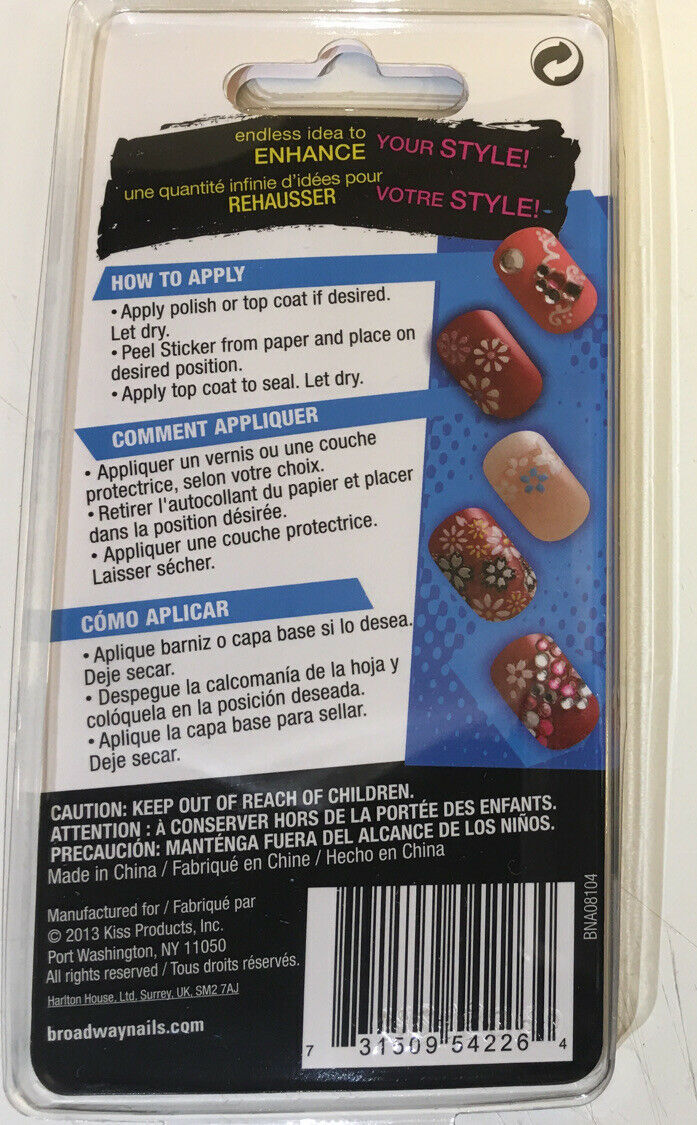 endless idea to
ENHANCE YOUR STYLE!
une quantité infinie d'idées pour
REHAUSSER VOTRE STYLE!
HOW TO APPLY
• Apply polish or top coat if desired.
Let dry.
• Peel Sticker from paper and place on
desired position.
• Apply top coat to seal. Let dry.
COMMENT APPLIQUER
• Appliquer un vernis ou une couche
protectrice, selon votre choix.
• Retirer l'autocollant du papier et placer
dans la position désirée.
• Appliquer une couche protectrice.
Laisser sécher.
CÓMO APLICAR
• Aplique barniz o capa base si lo desea.
Deje secar.
• Despegue la calcomanía de la hoja y
colóquela en la posición deseada.
• Aplique la capa base para sellar.
Deje secar.
CAUTION: KEEP OUT OF REACH OF CHILDREN.
ATTENTION : À CONSERVER HORS DE LA PORTÉE DES ENFANTS.
PRECAUCIÓN: MANTÉNGA FUERA DEL ALCANCE DE LOS NIÑOS.
Made in China / Fabriqué en Chine / Hecho en China
Manufactured for / Fabriqué par
© 2013 Kiss Products, Inc.
Port Washington, NY 11050
All rights reserved / Tous droits réservés.
Harlton House, Ltd. Surrey, UK, SM2 7AJ
broadwaynails.com
BNA08104
7 31509 54226 4